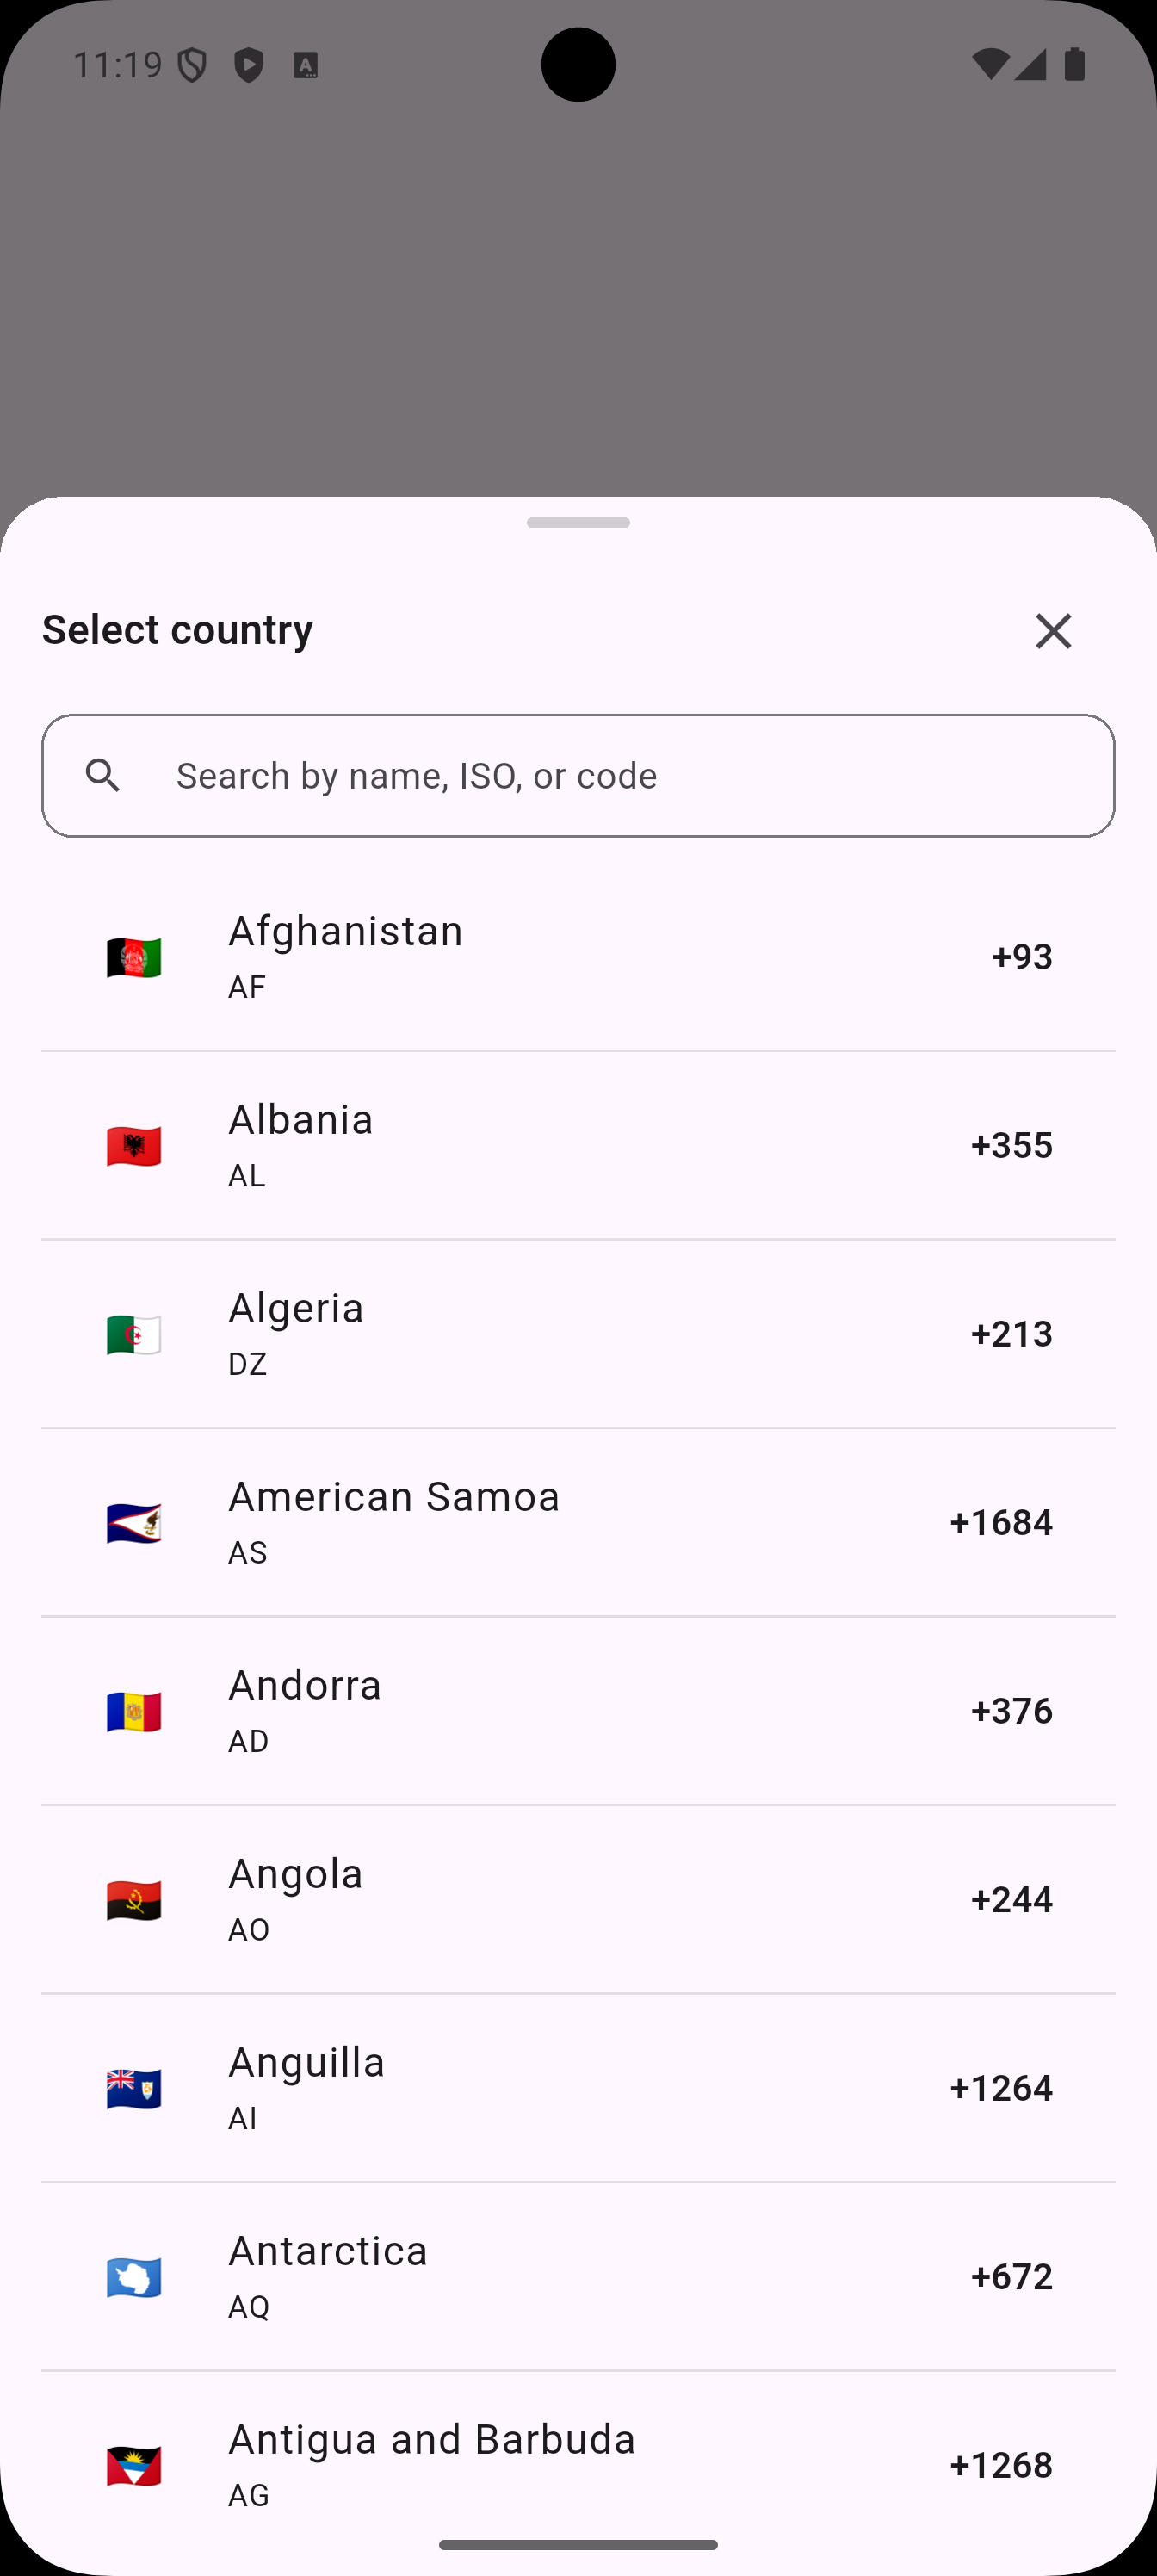 11:19
Select country
Search by name, ISO, or code
Afghanistan
AF
+93
Albania
AL
+355
Algeria
DZ
+213
American Samoa
AS
+1684
Andorra
AD
+376
Angola
AO
+244
Anguilla
AI
+1264
Antarctica
AQ
+672
Antigua and Barbuda
AG
+1268